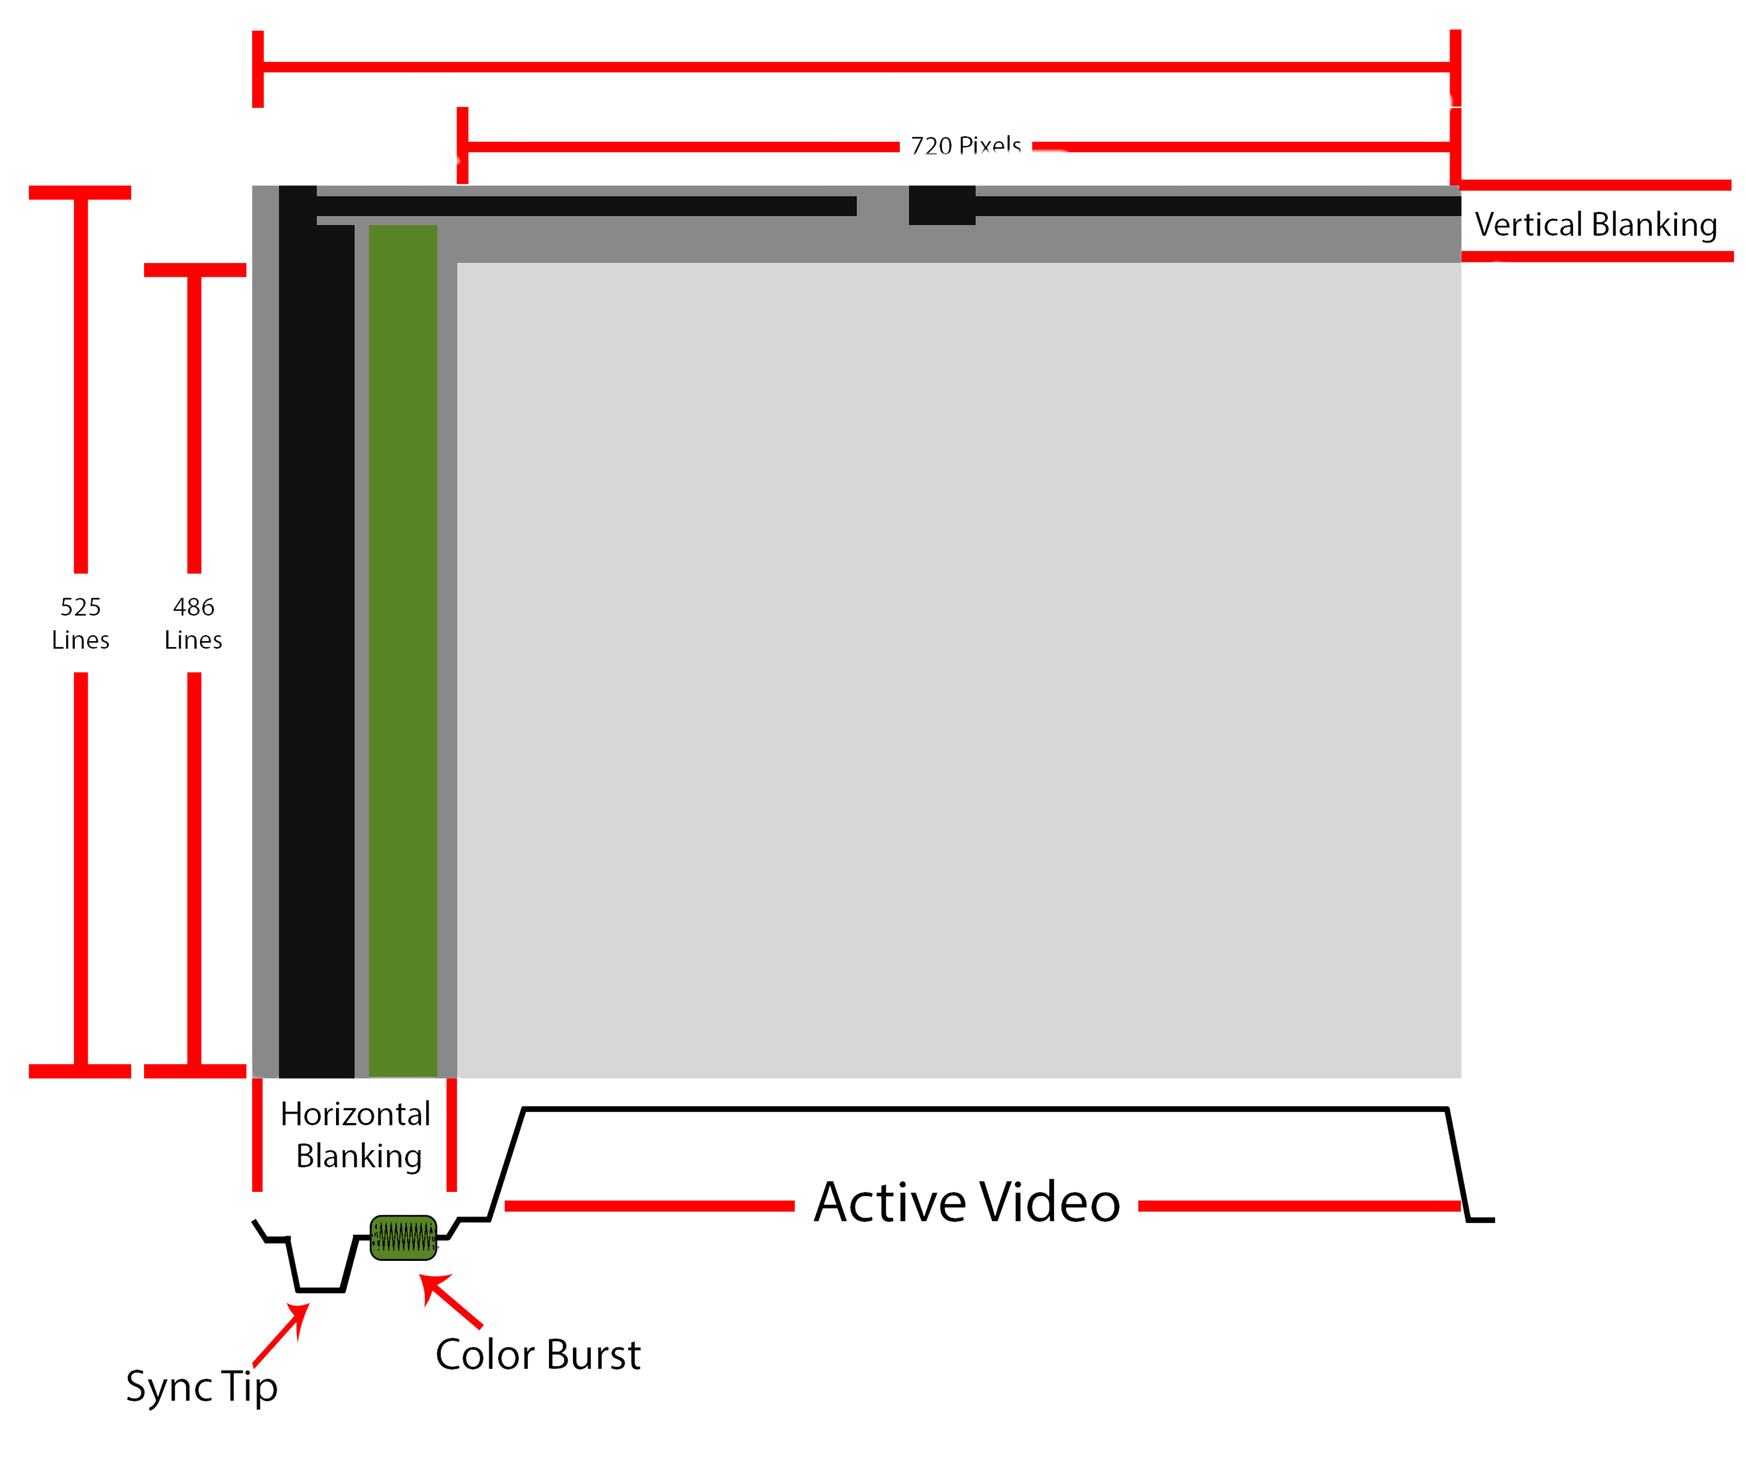 720 Pixels
Vertical Blanking
525
Lines
486
Lines
Horizontal
Blanking
Active Video
Color Burst
Sync Tip